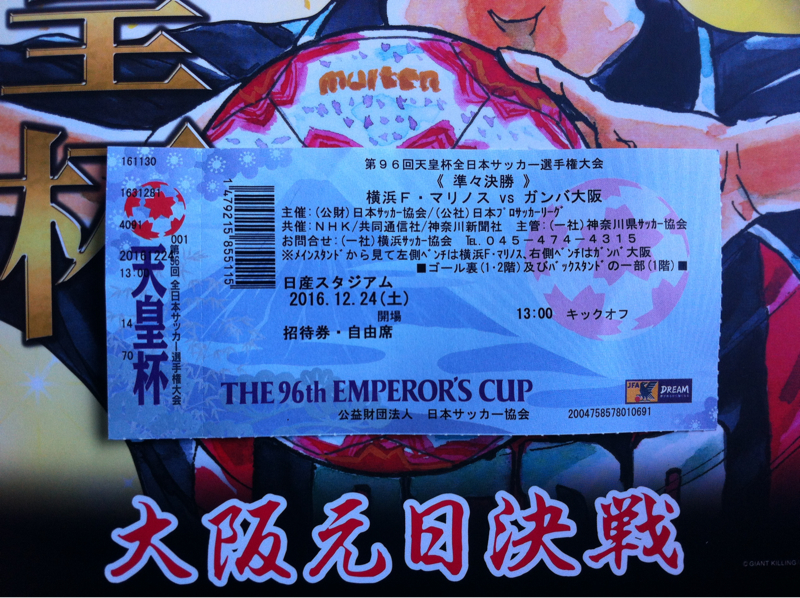 皇
杯
molten
161130
1631281
4091
001
13:0
14
70
第96回 全日本サッカー選手権大会
天皇杯
1479215855115
第96回天皇杯全日本サッカー選手権大会
《 準々決勝 》
横浜F・マリノス vs ガンバ大阪
主催:(公財)日本サッカー協会/(公社)日本プロサッカーリーグ
共催:NHK/共同通信社/神奈川新聞社 主管:(一社)神奈川県サッカー協会
お問合せ:(一社)横浜サッカー協会 TEL.045-474-4315
※メインスタンドから見て左側ベンチは横浜F・マリノス、右側ベンチはガンバ大阪
■ゴール裏(1・2階)及びバックスタンドの一部(1階)■
日産スタジアム
2016.12.24(土)
開場 13:00 キックオフ
招待券・自由席
THE 96th EMPEROR'S CUP
公益財団法人 日本サッカー協会
JFA DREAM
2004758578010691
大阪元日決戦
©GIANT KILLING